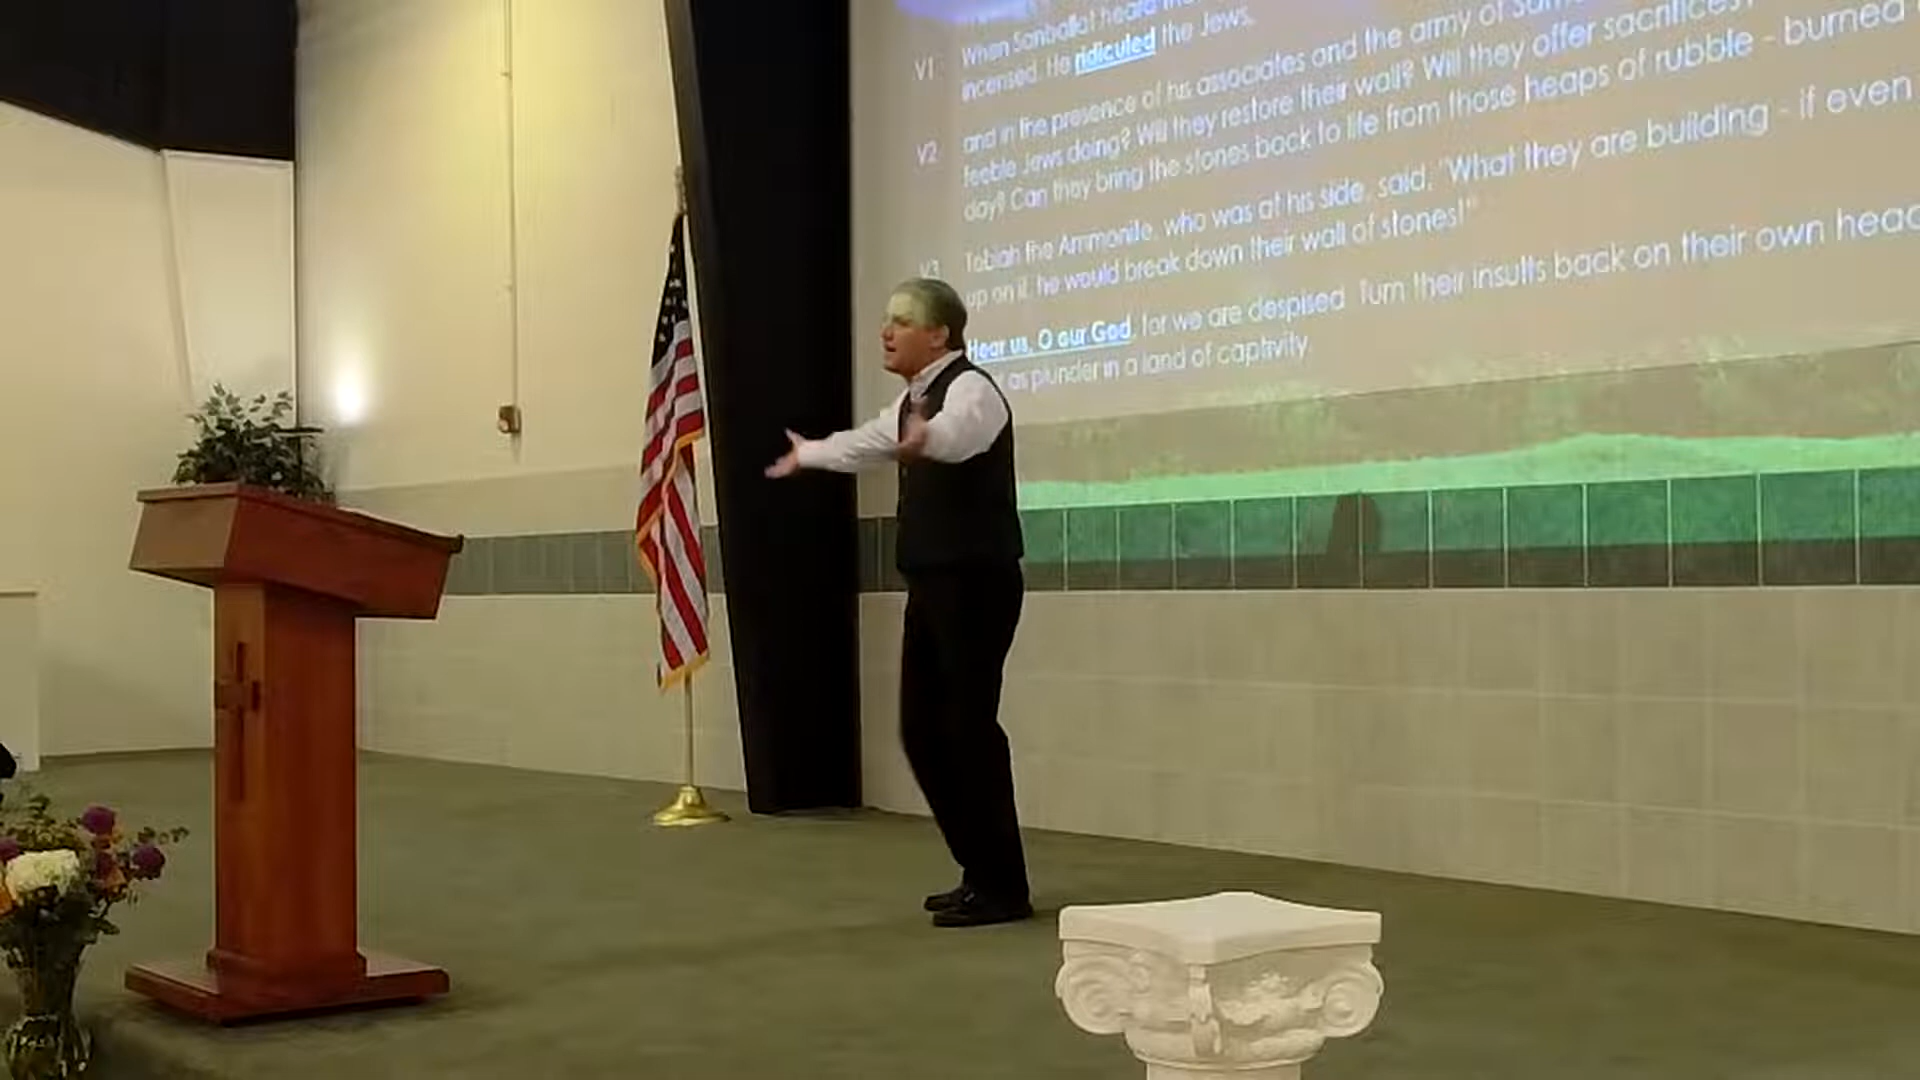 When Sanballat heard
V1 incensed. He ridiculed the Jews,
and in the presence of his associates and the army of
V2 feeble Jews doing? Will they restore their wall? Will they offer sacrifices?
day? Can they bring the stones back to life from those heaps of rubble - burned
V3 Tobiah the Ammonite, who was at his side, said, "What they are building - if even
up on it, he would break down their wall of stones!"
Hear us, O our God, for we are despised. Turn their insults back on their own
as plunder in a land of captivity.